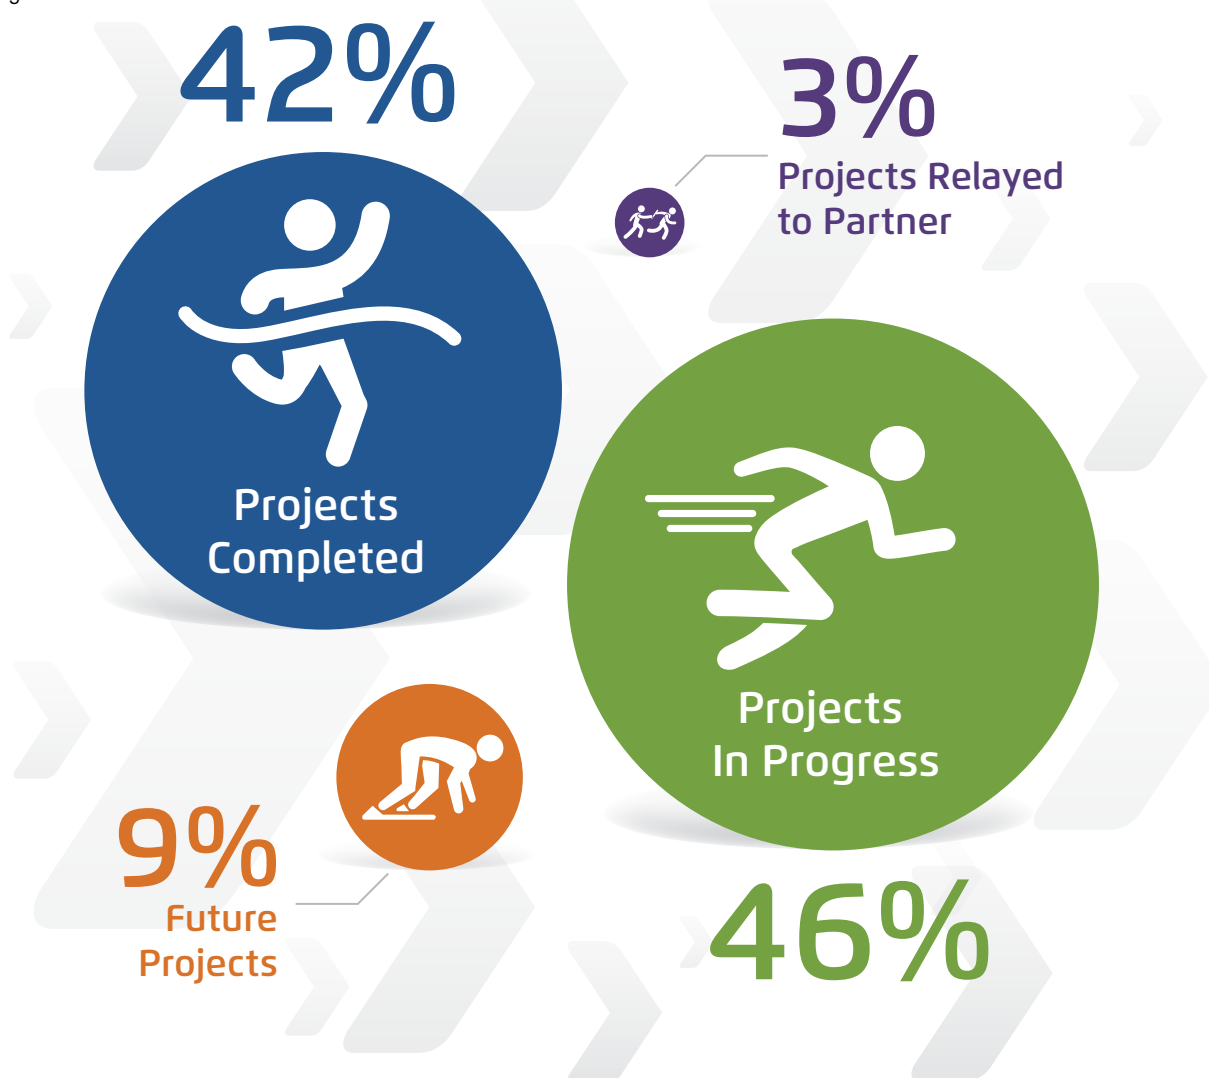 42%
3%
Projects Relayed
to Partner
Projects
Completed
Projects
In Progress
9%
Future
Projects
46%